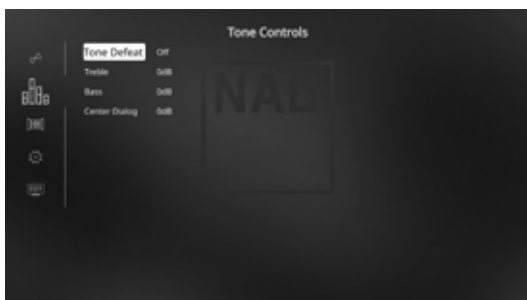 Tone Controls
Tone Defeat Off
Treble 0dB
Bass 0dB
Center Dialog 0dB
NAD